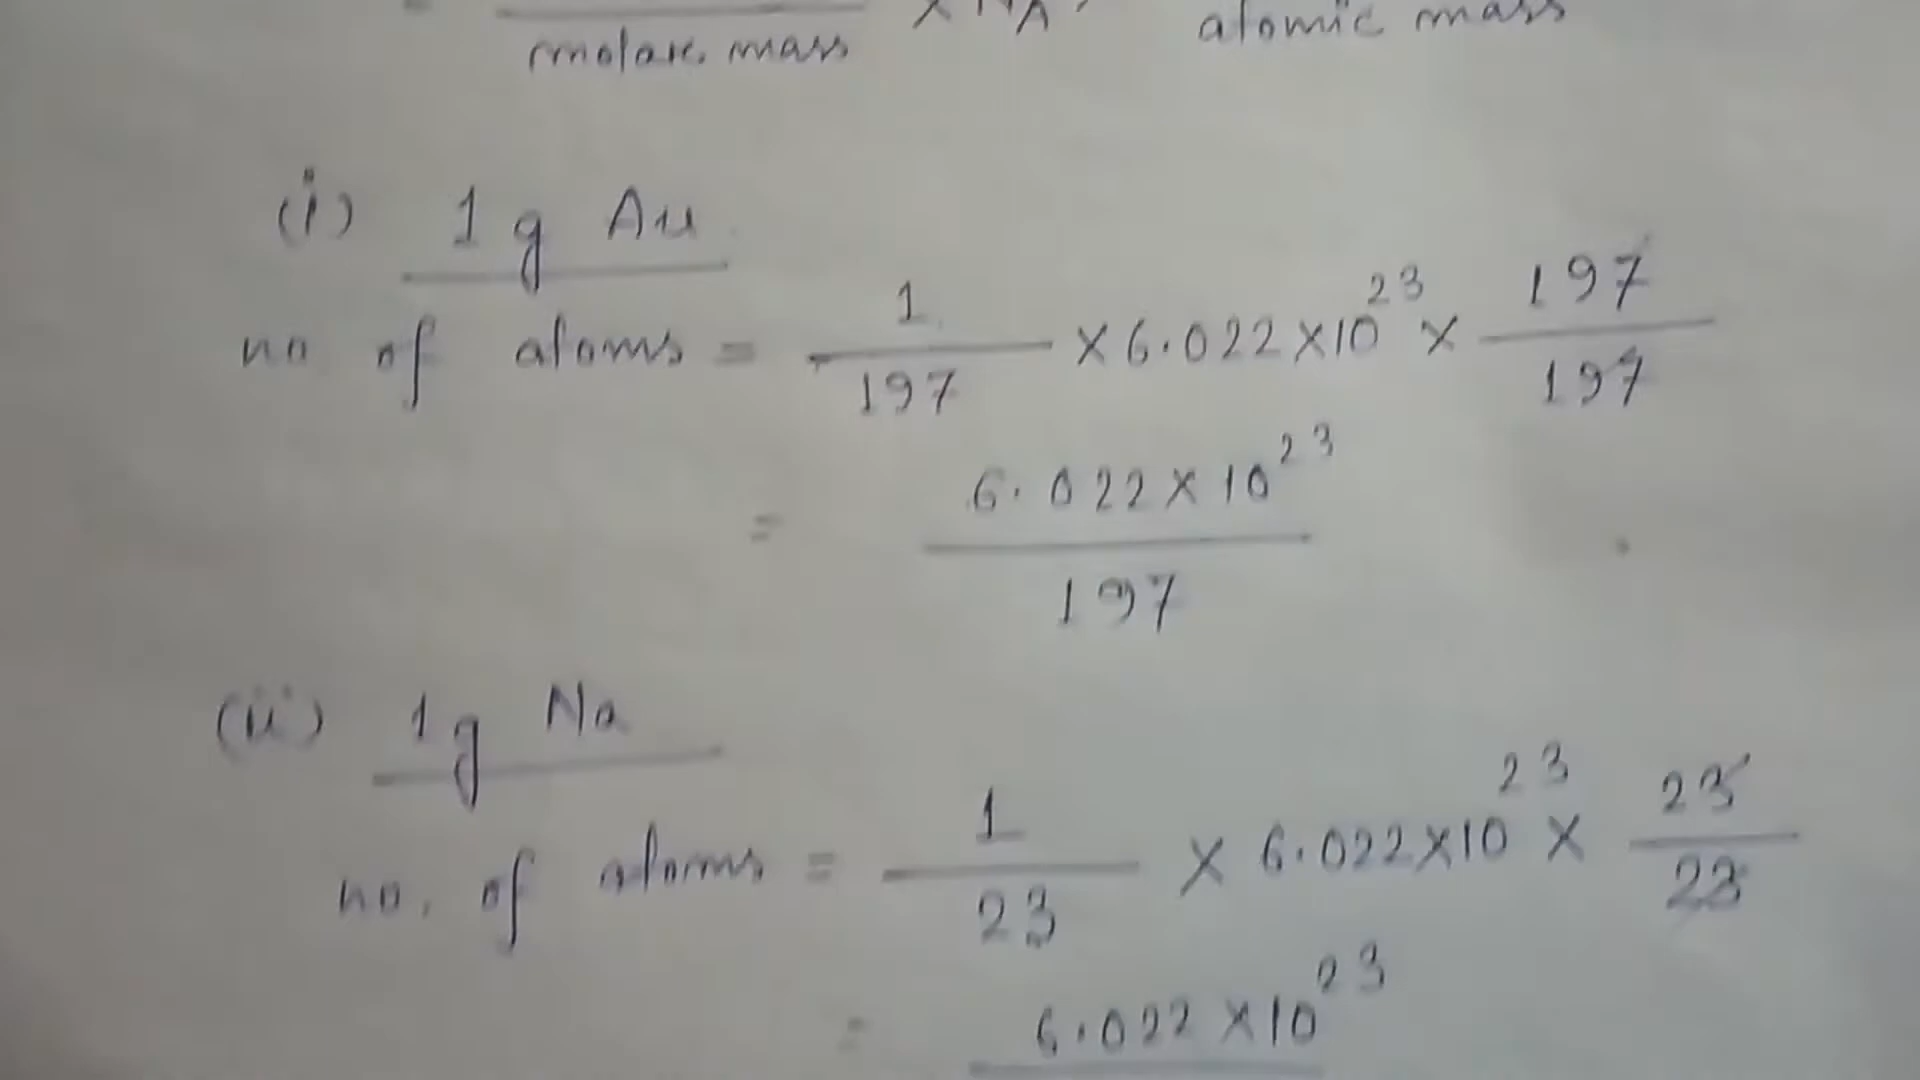 molar mass × NA atomic mass
(i) 1 g Au
no of atoms = 1/197 × 6.022×10^23 × 197/197
= 6.022×10^23/197
(ii) 1g Na
no. of atoms = 1/23 × 6.022×10^23 × 23/23
= 6.022×10^23